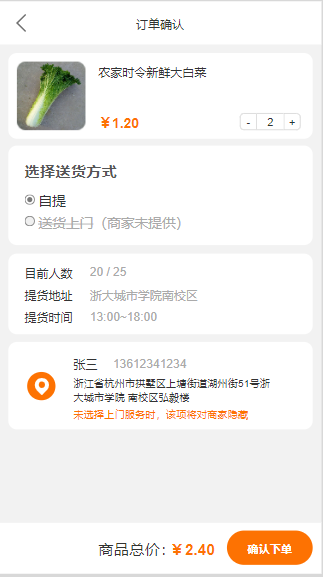 订单确认
农家时令新鲜大白菜
¥1.20
- 2 +
选择送货方式
自提
送货上门（商家未提供）
目前人数 20 / 25
提货地址 浙大城市学院南校区
提货时间 13:00~18:00
张三 13612341234
浙江省杭州市拱墅区上塘街道湖州街51号浙
大城市学院 南校区弘毅楼
未选择上门服务时，该项将对商家隐藏
商品总价：¥2.40
确认下单